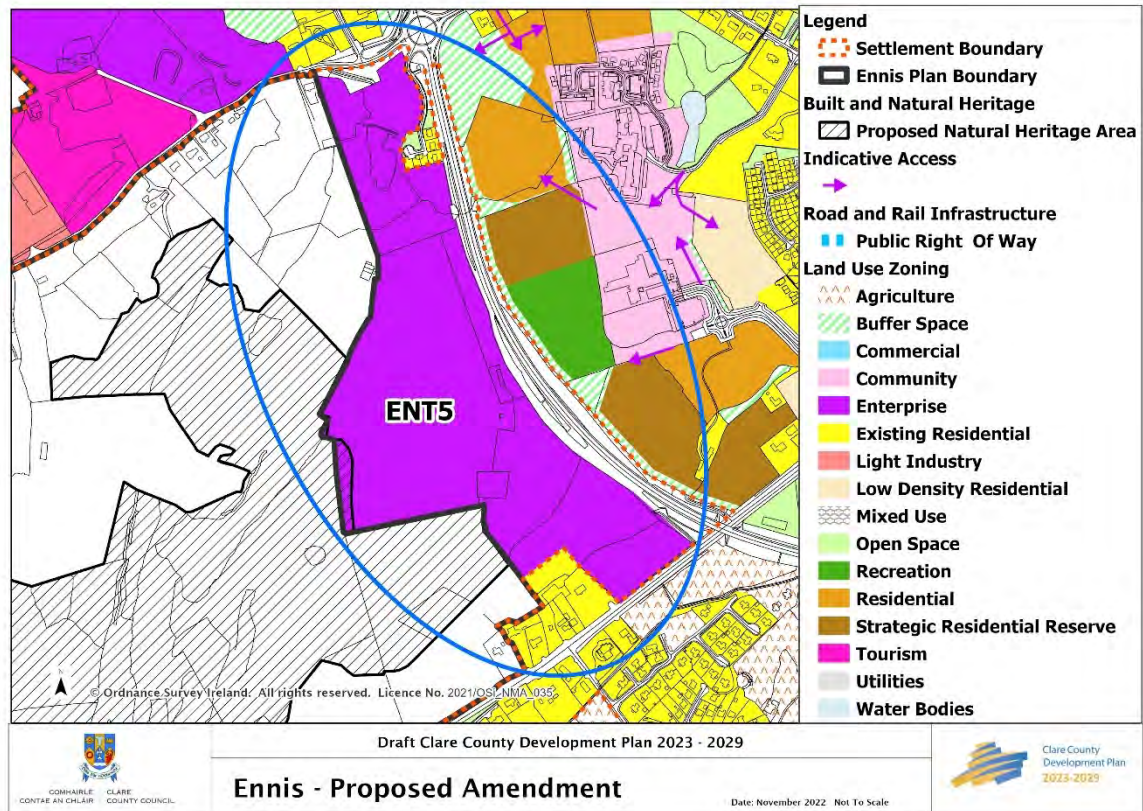 Legend
Settlement Boundary
Ennis Plan Boundary
Built and Natural Heritage
Proposed Natural Heritage Area
Indicative Access
Road and Rail Infrastructure
Public Right Of Way
Land Use Zoning
Agriculture
Buffer Space
Commercial
Community
Enterprise
Existing Residential
Light Industry
Low Density Residential
Mixed Use
Open Space
Recreation
Residential
Strategic Residential Reserve
Tourism
Utilities
Water Bodies
ENT5
N
© Ordnance Survey Ireland. All rights reserved. Licence No. 2021/OSi_NMA_035
COMHAIRLE CONTAE AN CHLÁIR
CLARE COUNTY COUNCIL
Draft Clare County Development Plan 2023 - 2029
Ennis - Proposed Amendment
Date: November 2022 Not To Scale
Clare County
Development Plan
2023-2029